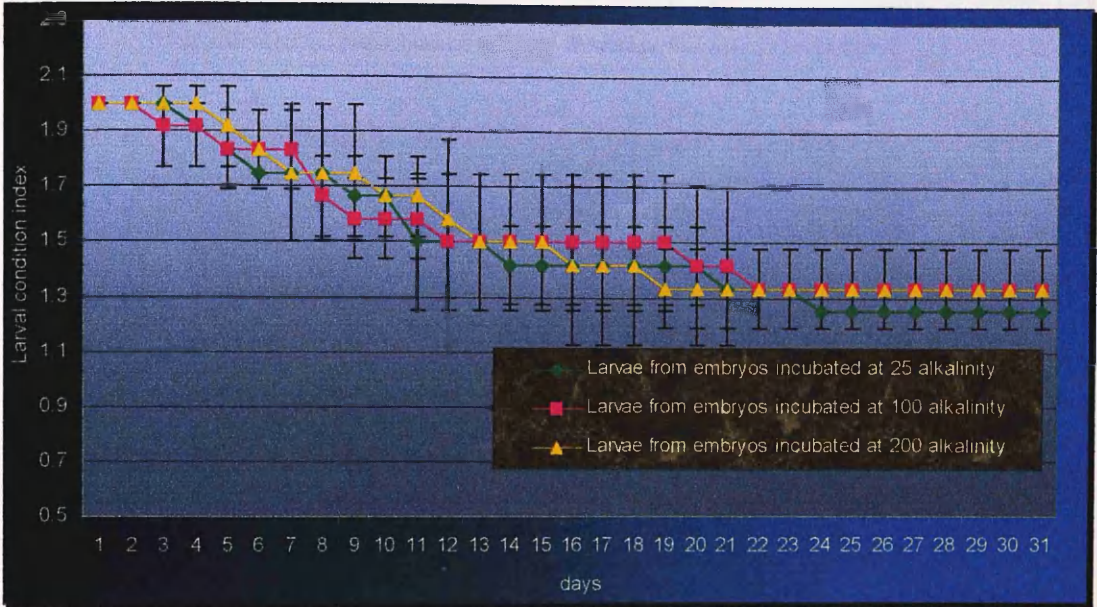 2.1
1.9
1.7
1.5
1.3
1.1
0.9
0.7
0.5
Larval condition index
Larvae from embryos incubated at 25 alkalinity
Larvae from embryos incubated at 100 alkalinity
Larvae from embryos incubated at 200 alkalinity
1 2 3 4 5 6 7 8 9 10 11 12 13 14 15 16 17 18 19 20 21 22 23 24 25 26 27 28 29 30 31
days